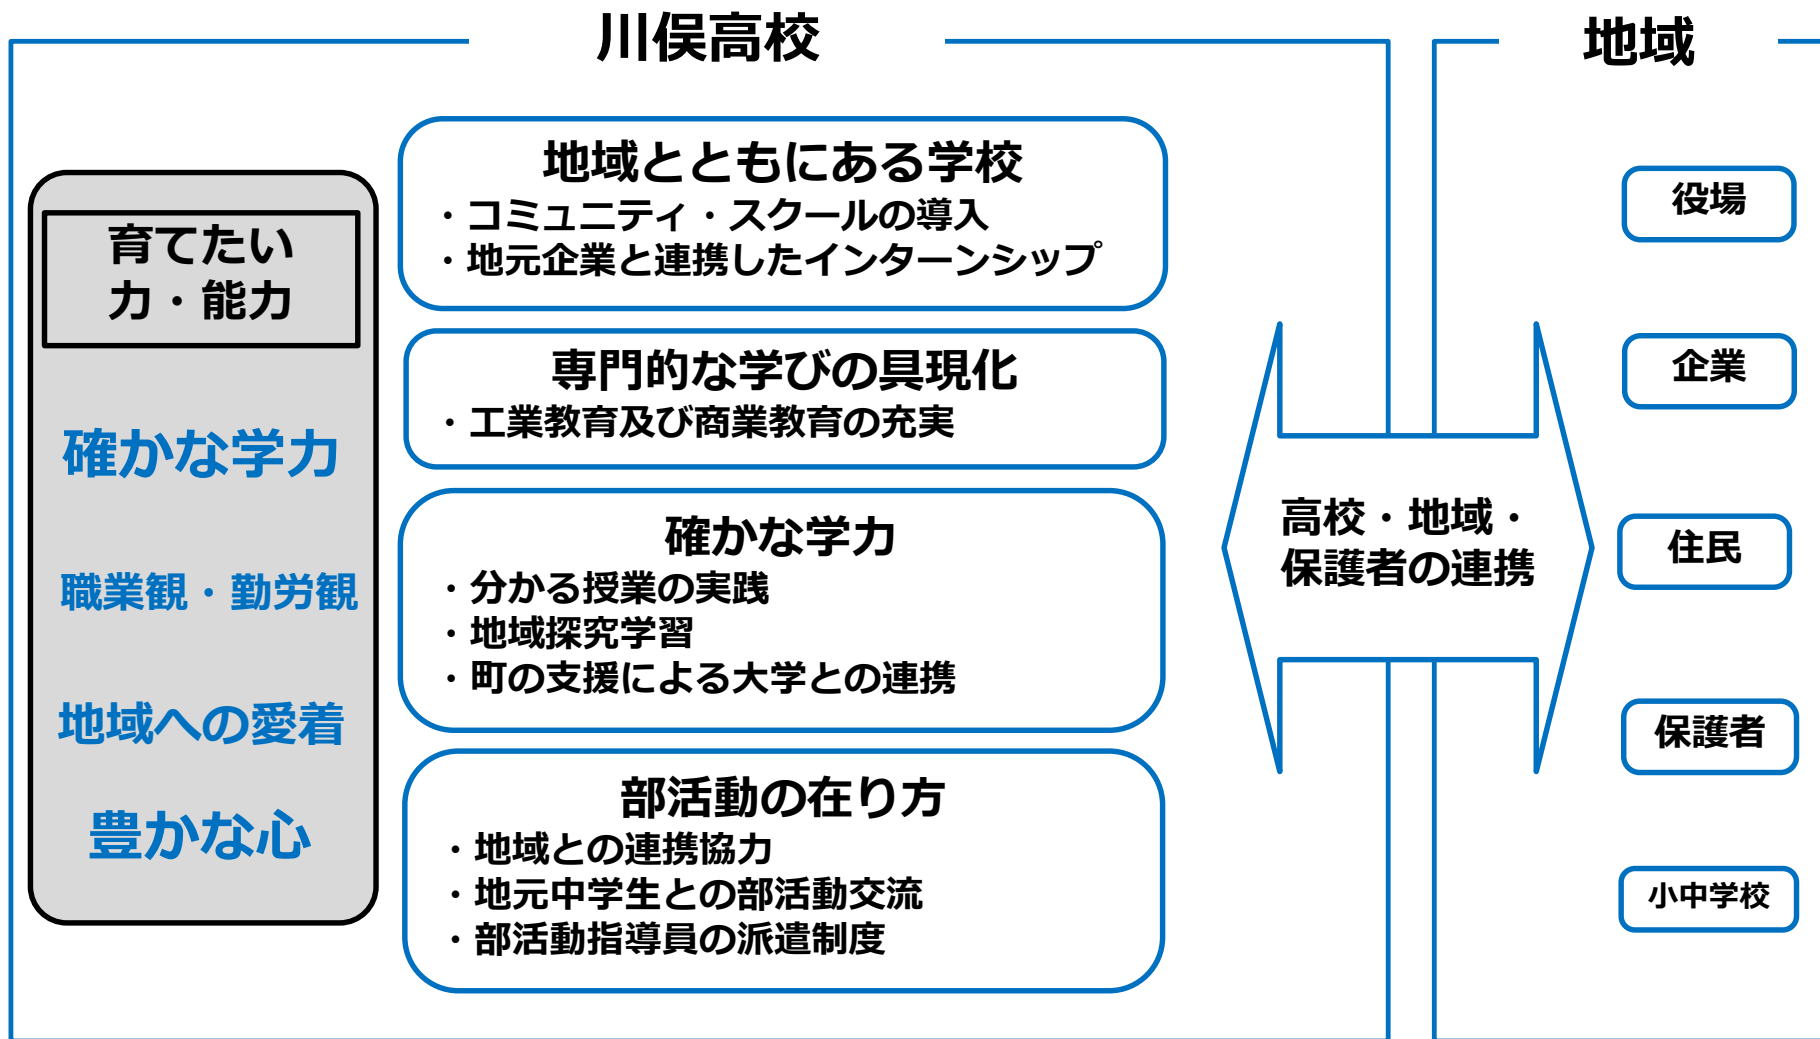 川俣高校
地域
育てたい
力・能力
確かな学力
職業観・勤労観
地域への愛着
豊かな心
地域とともにある学校
・コミュニティ・スクールの導入
・地元企業と連携したインターンシップ
専門的な学びの具現化
・工業教育及び商業教育の充実
確かな学力
・分かる授業の実践
・地域探究学習
・町の支援による大学との連携
部活動の在り方
・地域との連携協力
・地元中学生との部活動交流
・部活動指導員の派遣制度
高校・地域・
保護者の連携
役場
企業
住民
保護者
小中学校